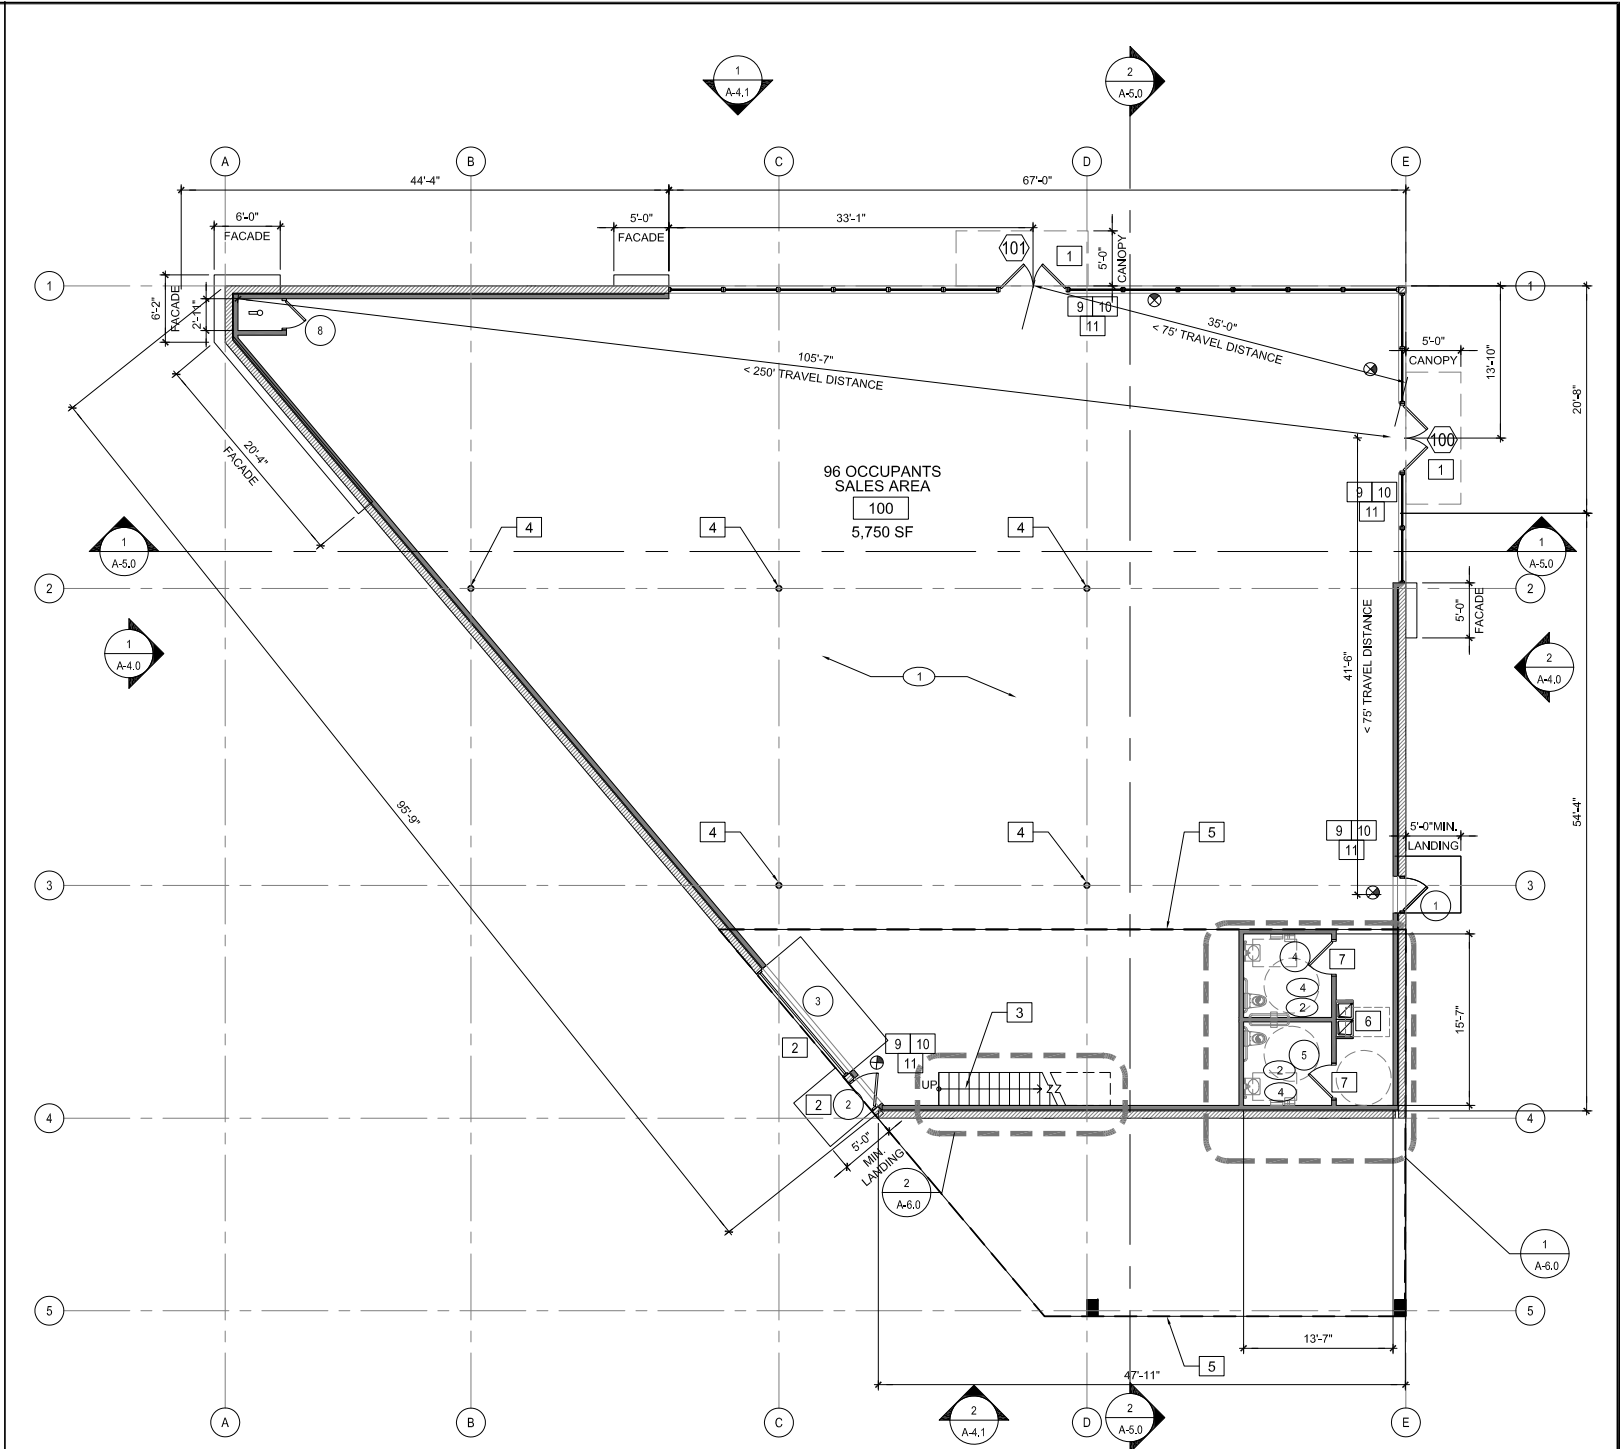 1
A-4.1
2
A-5.0
A
B
C
D
E
44'-4"
67'-0"
6'-0"
FACADE
5'-0"
FACADE
33'-1"
101
1
5'-0"
CANOPY
1
1
6'-2"
FACADE
2'-1"
8
9
10
11
35'-0"
< 75' TRAVEL DISTANCE
105'-7"
< 250' TRAVEL DISTANCE
5'-0"
CANOPY
13'-10"
20'-8"
20'-4"
FACADE
100
1
96 OCCUPANTS
SALES AREA
100
5,750 SF
9
10
11
4
4
4
1
A-5.0
1
A-5.0
2
2
5'-0"
FACADE
1
A-4.0
2
A-4.0
41'-6"
< 75' TRAVEL DISTANCE
1
95'-9"
54'-4"
4
4
5
9
10
11
5'-0"MIN.
LANDING
3
3
1
4
7
4
2
3
3
6
15'-7"
2
9
10
11
5
2
4
7
UP
2
2
4
4
5'-0"
MIN.
LANDING
2
A-6.0
1
A-6.0
5
5
13'-7"
5
47'-11"
A
B
C
2
A-4.1
D
2
A-5.0
E